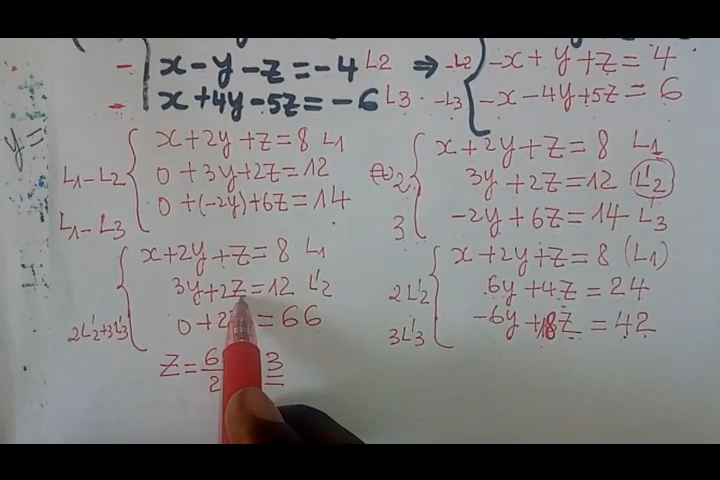 - x-y-z=-4 L2 ⇒ -L2 -x+y+z=4
- x+4y-5z=-6 L3 -L3 -x-4y+5z=6
y=
x+2y+z=8 L1
L1-L2 0+3y+2z=12
L1-L3 0+(-2y)+6z=14
x+2y+z=8 L1
2 3y+2z=12 L'2
3 -2y+6z=14 L'3
x+2y+z=8 L1
3y+2z=12 L'2
2L'2+3L'3 0+2 =66
z=6/2 3
x+2y+z=8 (L1)
2L'2 6y+4z=24
3L'3 -6y+18z=42